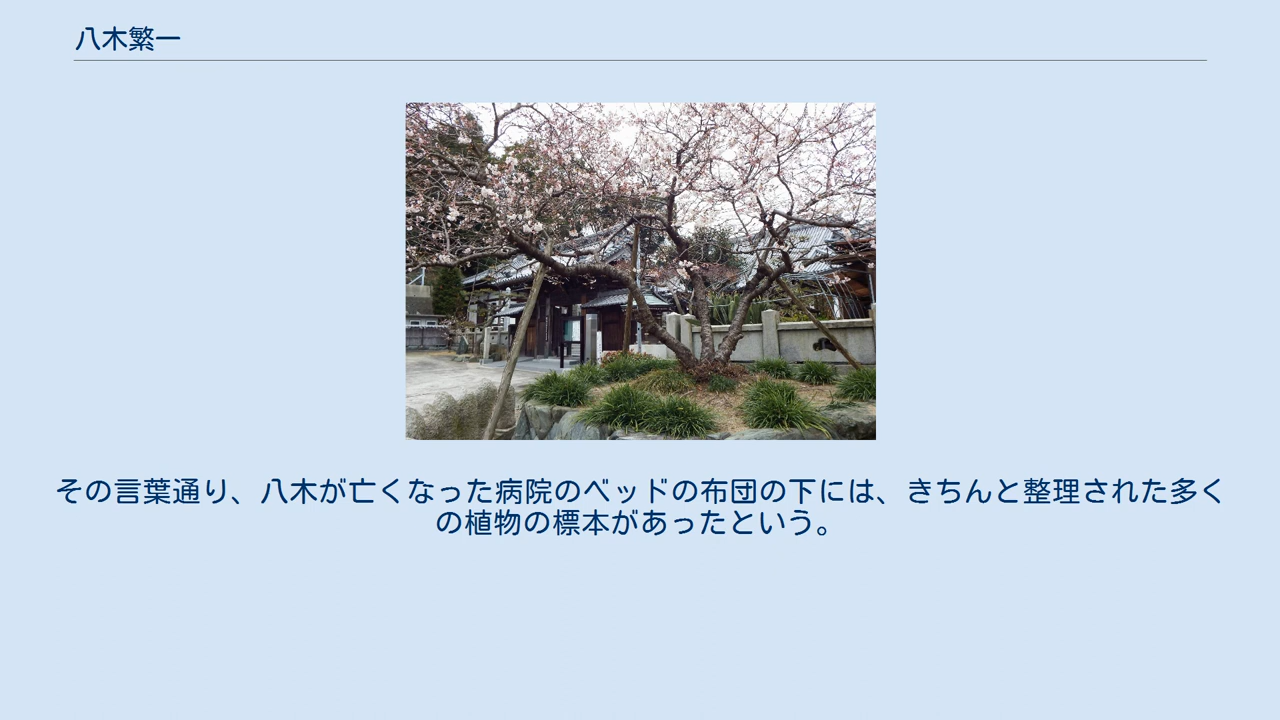 八木繁一
その言葉通り、八木が亡くなった病院のベッドの布団の下には、きちんと整理された多く
の植物の標本があったという。